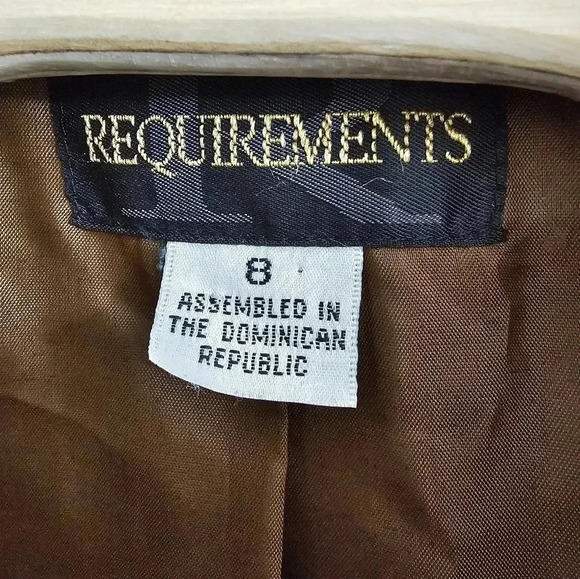 R
REQUIREMENTS
8
ASSEMBLED IN
THE DOMINICAN
REPUBLIC